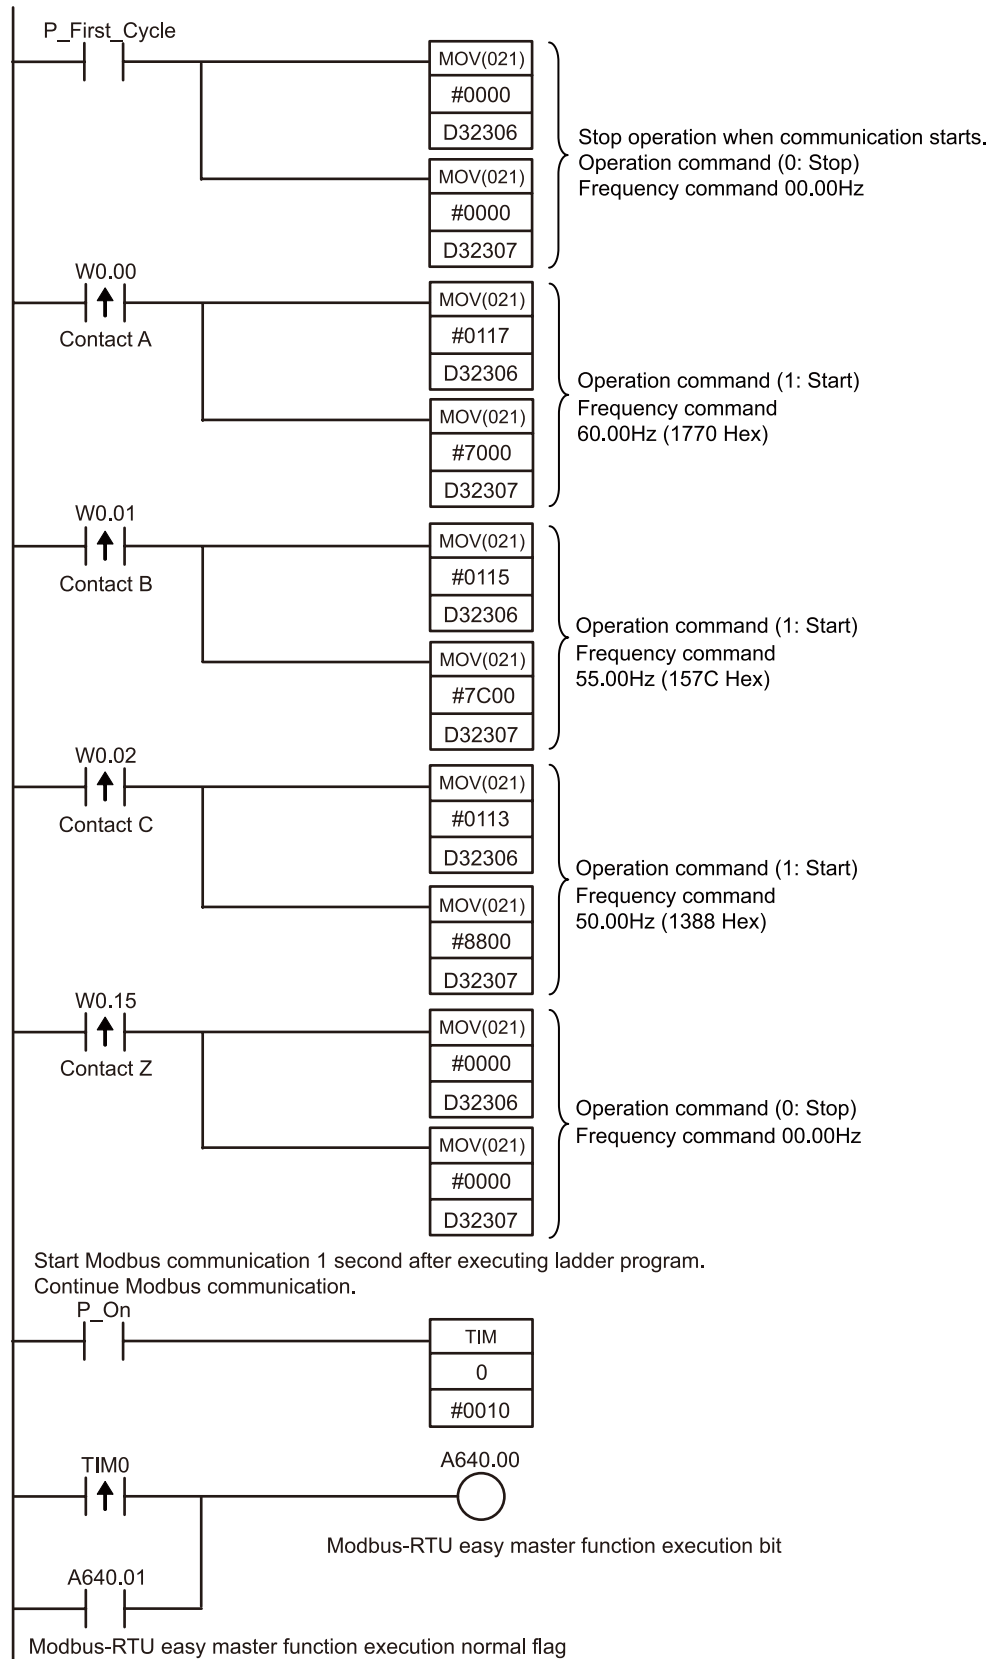 P_First_Cycle
MOV(021)
#0000
D32306
MOV(021)
#0000
D32307
Stop operation when communication starts.
Operation command (0: Stop)
Frequency command 00.00Hz
W0.00
Contact A
MOV(021)
#0117
D32306
MOV(021)
#7000
D32307
Operation command (1: Start)
Frequency command
60.00Hz (1770 Hex)
W0.01
Contact B
MOV(021)
#0115
D32306
MOV(021)
#7C00
D32307
Operation command (1: Start)
Frequency command
55.00Hz (157C Hex)
W0.02
Contact C
MOV(021)
#0113
D32306
MOV(021)
#8800
D32307
Operation command (1: Start)
Frequency command
50.00Hz (1388 Hex)
W0.15
Contact Z
MOV(021)
#0000
D32306
MOV(021)
#0000
D32307
Operation command (0: Stop)
Frequency command 00.00Hz
Start Modbus communication 1 second after executing ladder program.
Continue Modbus communication.
P_On
TIM
0
#0010
TIM0
A640.00
Modbus-RTU easy master function execution bit
A640.01
Modbus-RTU easy master function execution normal flag